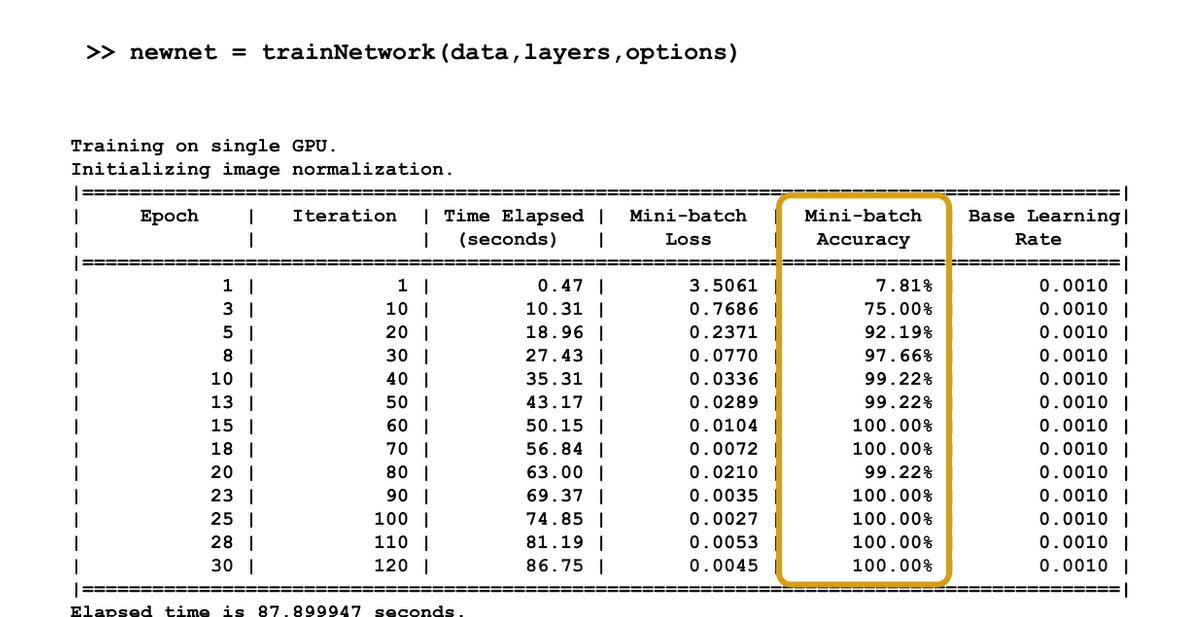 >> newnet = trainNetwork(data,layers,options)
Training on single GPU.
Initializing image normalization.
|=========================================================================================|
| Epoch | Iteration | Time Elapsed | Mini-batch | Mini-batch | Base Learning|
| | | (seconds) | Loss | Accuracy | Rate |
|=========================================================================================|
| 1 | 1 | 0.47 | 3.5061 | 7.81% | 0.0010 |
| 3 | 10 | 10.31 | 0.7686 | 75.00% | 0.0010 |
| 5 | 20 | 18.96 | 0.2371 | 92.19% | 0.0010 |
| 8 | 30 | 27.43 | 0.0770 | 97.66% | 0.0010 |
| 10 | 40 | 35.31 | 0.0336 | 99.22% | 0.0010 |
| 13 | 50 | 43.17 | 0.0289 | 99.22% | 0.0010 |
| 15 | 60 | 50.15 | 0.0104 | 100.00% | 0.0010 |
| 18 | 70 | 56.84 | 0.0072 | 100.00% | 0.0010 |
| 20 | 80 | 63.00 | 0.0210 | 99.22% | 0.0010 |
| 23 | 90 | 69.37 | 0.0035 | 100.00% | 0.0010 |
| 25 | 100 | 74.85 | 0.0027 | 100.00% | 0.0010 |
| 28 | 110 | 81.19 | 0.0053 | 100.00% | 0.0010 |
| 30 | 120 | 86.75 | 0.0045 | 100.00% | 0.0010 |
|=========================================================================================|
Elapsed time is 87.899947 seconds.